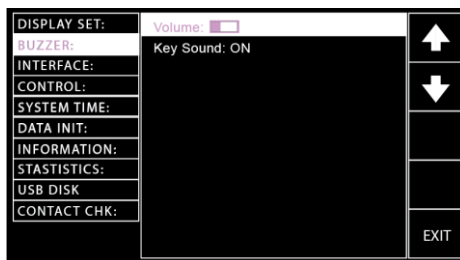 DISPLAY SET:
BUZZER:
INTERFACE:
CONTROL:
SYSTEM TIME:
DATA INIT:
INFORMATION:
STASTISTICS:
USB DISK
CONTACT CHK:
Volume:
Key Sound: ON
EXIT